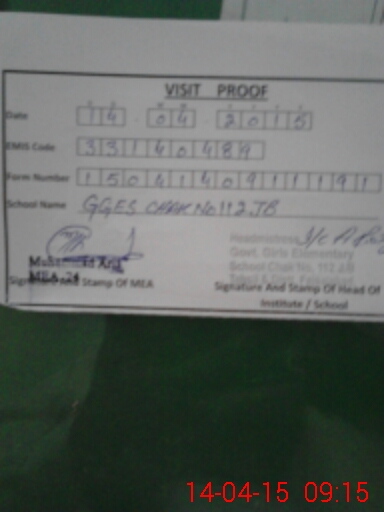 VISIT PROOF
Date 14 04 2015
EMIS Code 33140489
Form Number 15041409111191
School Name GGES CHAK No 112 JB
Headmistress I/C
Govt. Girls Elementary
School Chak No. 112 J.B
MEA 24
Signature And Stamp Of MEA
Signature And Stamp Of Head Of
Institute / School
14-04-15 09:15